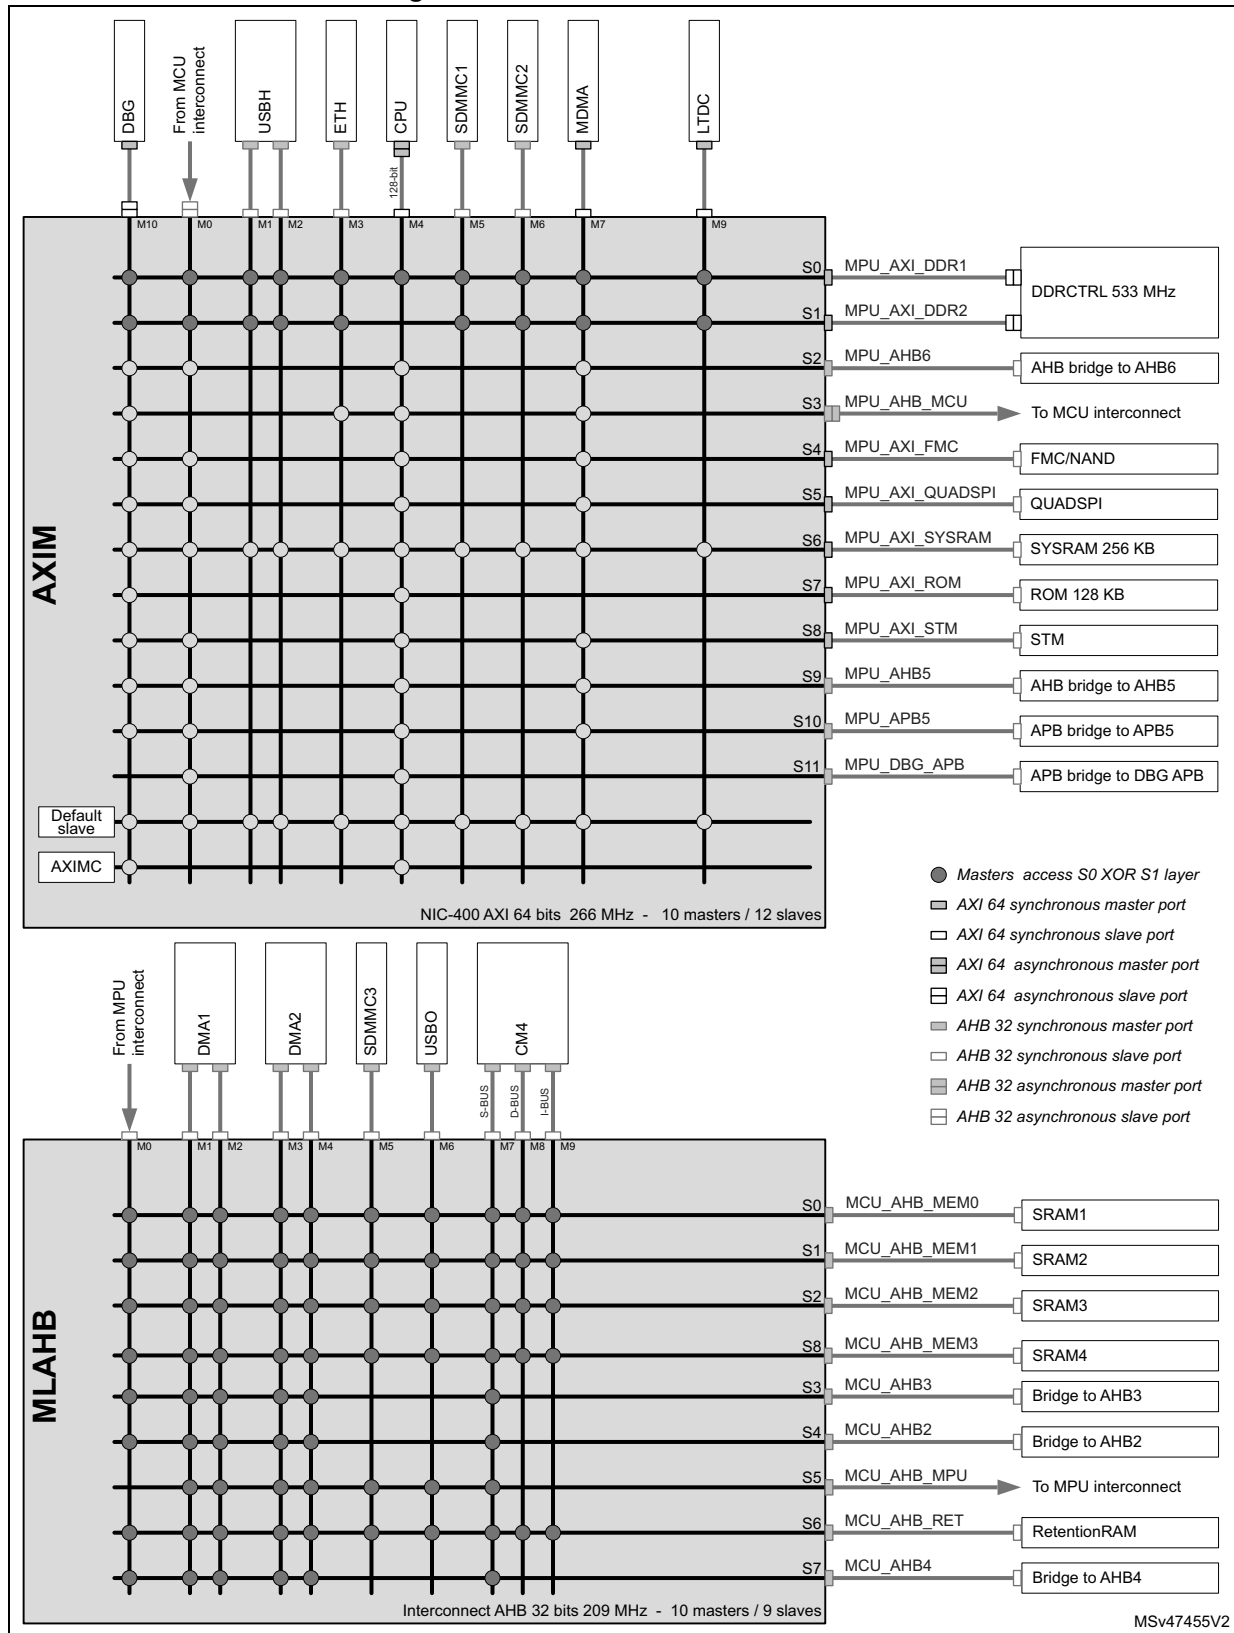 DBG
From MCU
interconnect
USBH
ETH
CPU
SDMMC1
SDMMC2
MDMA
LTDC
128-bit
M10
M0
M1
M2
M3
M4
M5
M6
M7
M9
AXIM
S0
MPU_AXI_DDR1
DDRCTRL 533 MHz
S1
MPU_AXI_DDR2
S2
MPU_AHB6
AHB bridge to AHB6
S3
MPU_AHB_MCU
To MCU interconnect
S4
MPU_AXI_FMC
FMC/NAND
S5
MPU_AXI_QUADSPI
QUADSPI
S6
MPU_AXI_SYSRAM
SYSRAM 256 KB
S7
MPU_AXI_ROM
ROM 128 KB
S8
MPU_AXI_STM
STM
S9
MPU_AHB5
AHB bridge to AHB5
S10
MPU_APB5
APB bridge to APB5
S11
MPU_DBG_APB
APB bridge to DBG APB
Default
slave
AXIMC
NIC-400 AXI 64 bits 266 MHz - 10 masters / 12 slaves
Masters access S0 XOR S1 layer
AXI 64 synchronous master port
AXI 64 synchronous slave port
AXI 64 asynchronous master port
AXI 64 asynchronous slave port
AHB 32 synchronous master port
AHB 32 synchronous slave port
AHB 32 asynchronous master port
AHB 32 asynchronous slave port
From MPU
interconnect
DMA1
DMA2
SDMMC3
USBO
CM4
S-BUS
D-BUS
I-BUS
M0
M1
M2
M3
M4
M5
M6
M7
M8
M9
MLAHB
S0
MCU_AHB_MEM0
SRAM1
S1
MCU_AHB_MEM1
SRAM2
S2
MCU_AHB_MEM2
SRAM3
S8
MCU_AHB_MEM3
SRAM4
S3
MCU_AHB3
Bridge to AHB3
S4
MCU_AHB2
Bridge to AHB2
S5
MCU_AHB_MPU
To MPU interconnect
S6
MCU_AHB_RET
RetentionRAM
S7
MCU_AHB4
Bridge to AHB4
Interconnect AHB 32 bits 209 MHz - 10 masters / 9 slaves
MSv47455V2